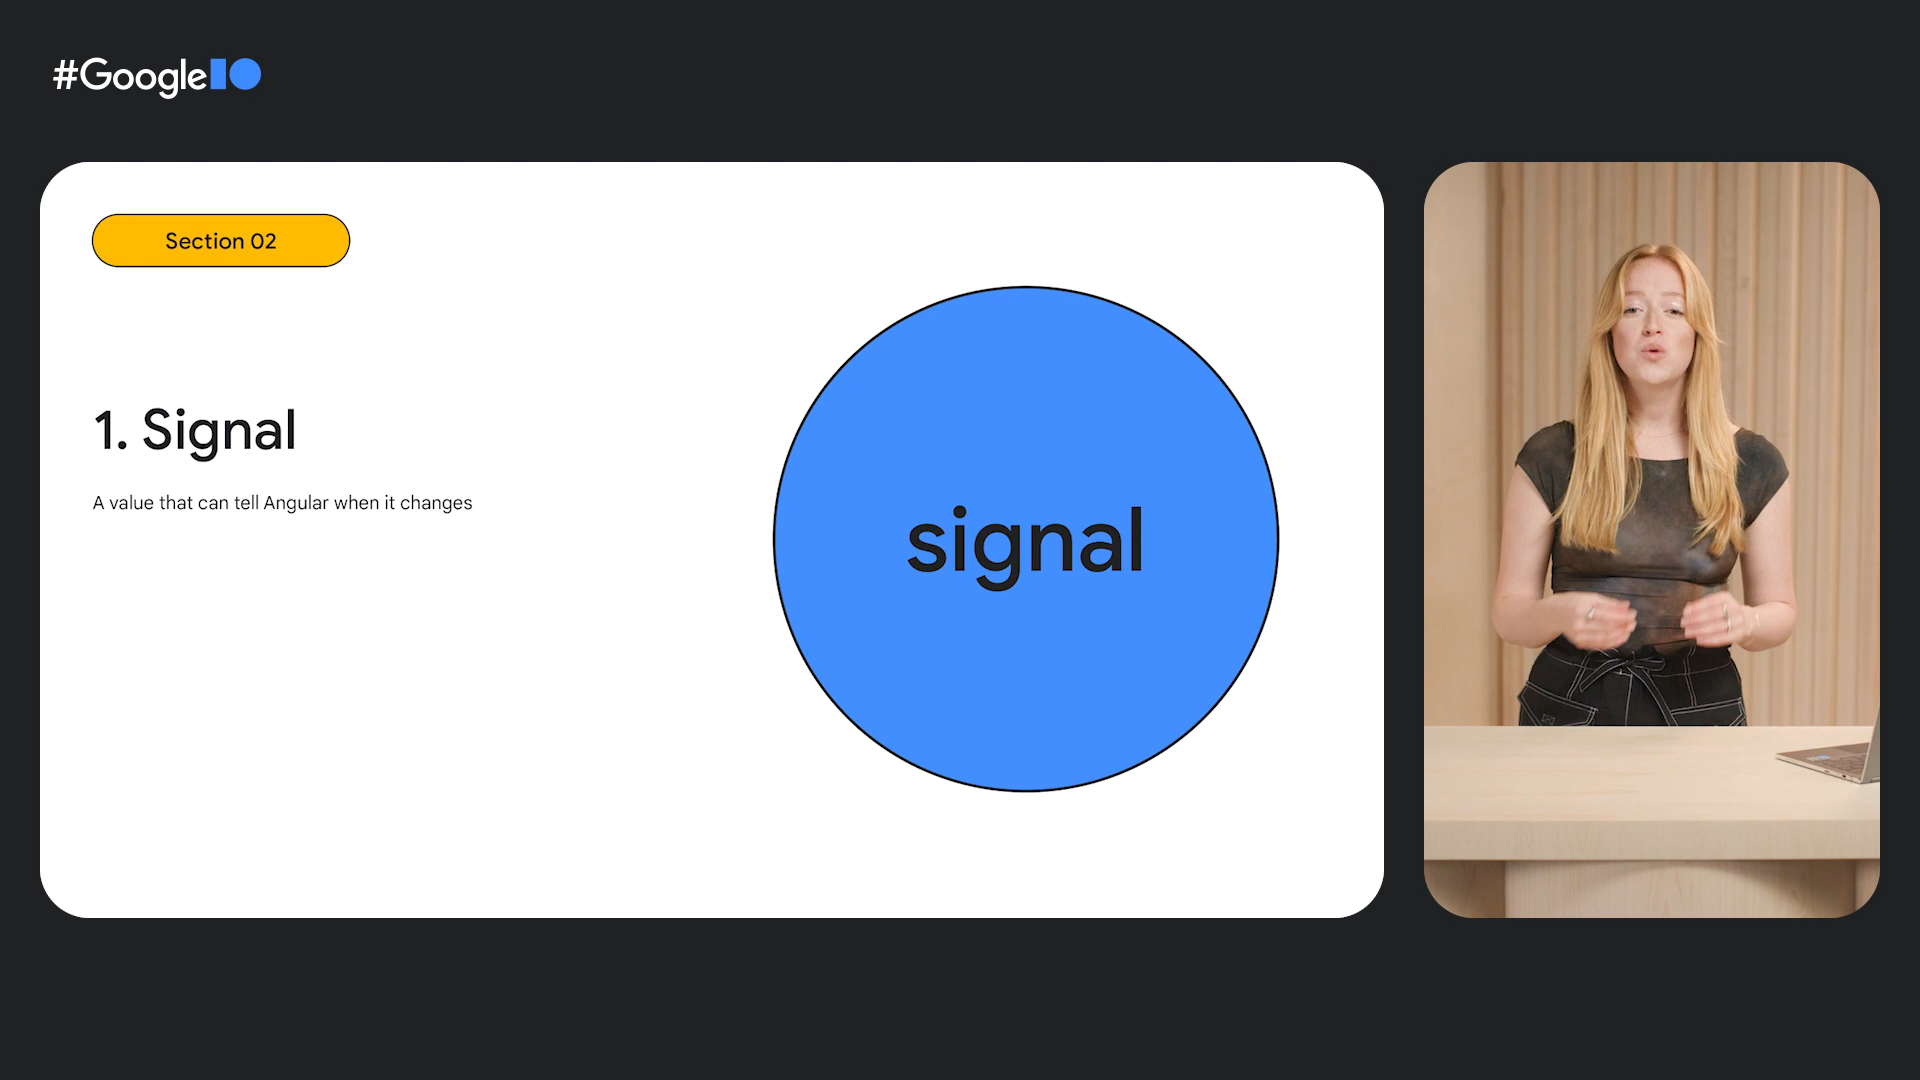 #GoogleIO
Section 02
1. Signal
A value that can tell Angular when it changes
signal